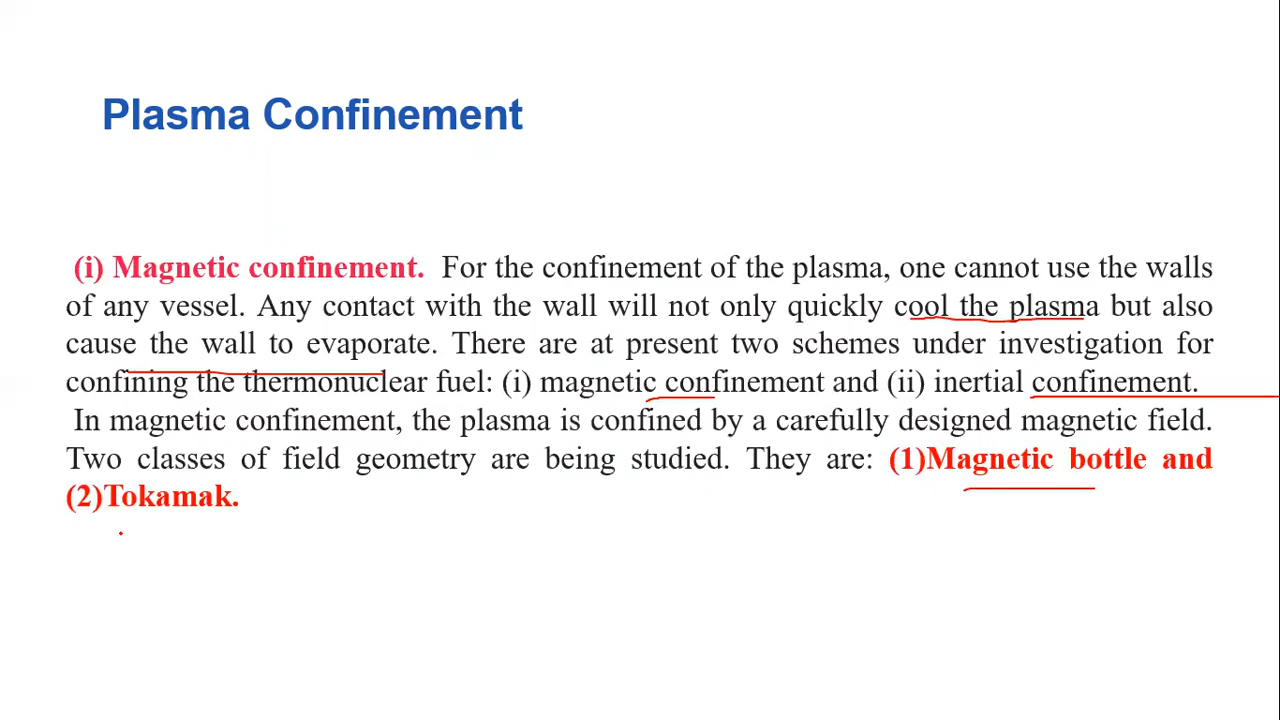 Plasma Confinement
(i) Magnetic confinement. For the confinement of the plasma, one cannot use the walls
of any vessel. Any contact with the wall will not only quickly cool the plasma but also
cause the wall to evaporate. There are at present two schemes under investigation for
confining the thermonuclear fuel: (i) magnetic confinement and (ii) inertial confinement.
In magnetic confinement, the plasma is confined by a carefully designed magnetic field.
Two classes of field geometry are being studied. They are: (1)Magnetic bottle and
(2)Tokamak.